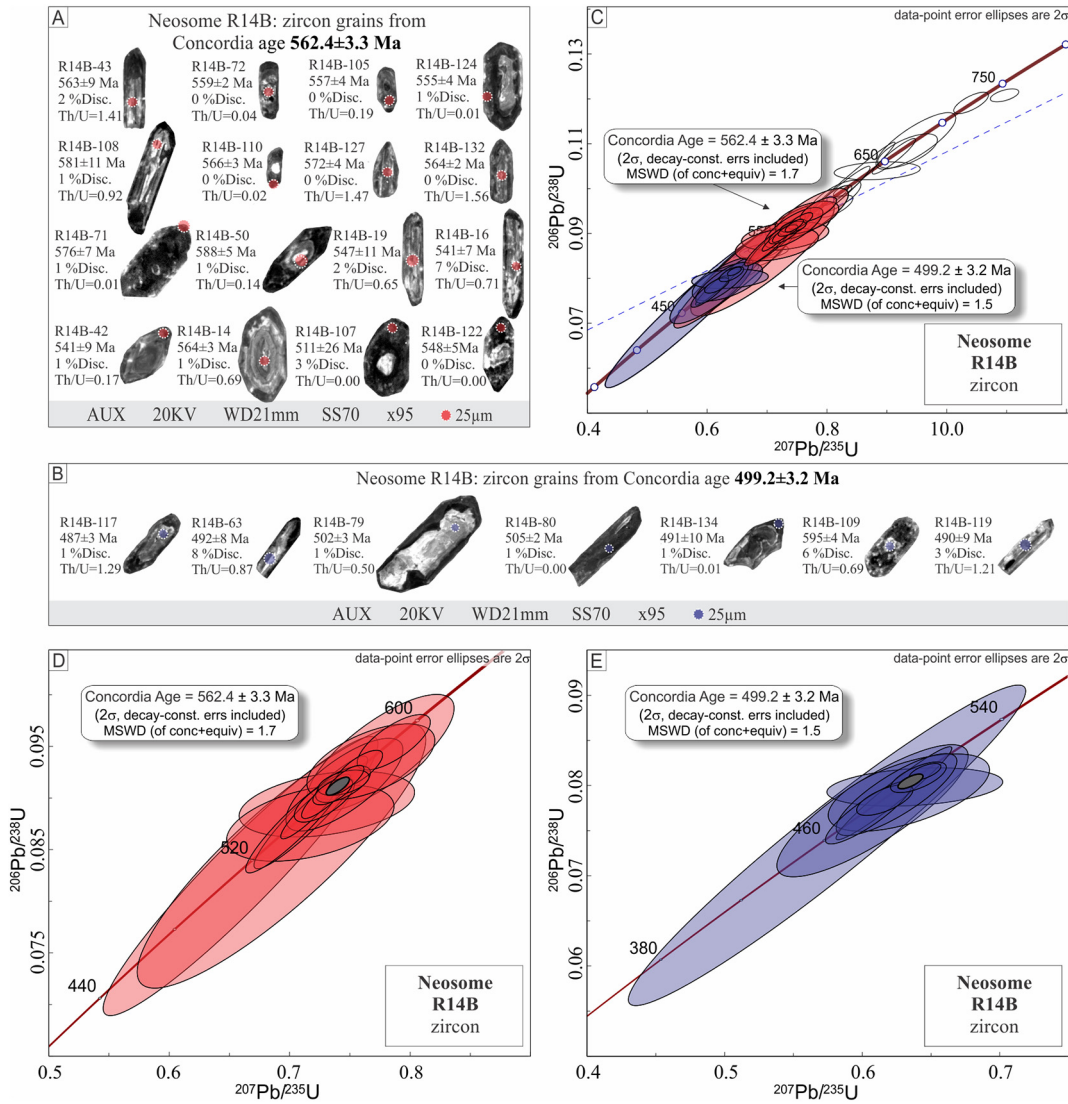 A
Neosome R14B: zircon grains from
Concordia age 562.4±3.3 Ma
R14B-43
563±9 Ma
2 %Disc.
Th/U=1.41
R14B-72
559±2 Ma
0 %Disc.
Th/U=0.04
R14B-105
557±4 Ma
0 %Disc.
Th/U=0.19
R14B-124
555±4 Ma
1 %Disc.
Th/U=0.01
R14B-108
581±11 Ma
1 %Disc.
Th/U=0.92
R14B-110
566±3 Ma
0 %Disc.
Th/U=0.02
R14B-127
572±4 Ma
0 %Disc.
Th/U=1.47
R14B-132
564±2 Ma
0 %Disc.
Th/U=1.56
R14B-71
576±7 Ma
1 %Disc.
Th/U=0.01
R14B-50
588±5 Ma
1 %Disc.
Th/U=0.14
R14B-19
547±11 Ma
2 %Disc.
Th/U=0.65
R14B-16
541±7 Ma
7 %Disc.
Th/U=0.71
R14B-42
541±9 Ma
1 %Disc.
Th/U=0.17
R14B-14
564±3 Ma
1 %Disc.
Th/U=0.69
R14B-107
511±26 Ma
3 %Disc.
Th/U=0.00
R14B-122
548±5Ma
0 %Disc.
Th/U=0.00
AUX 20KV WD21mm SS70 x95 25µm
C
data-point error ellipses are 2σ
0.13
0.11
0.09
0.07
206Pb/238U
750
650
450
Concordia Age = 562.4 ± 3.3 Ma
(2σ, decay-const. errs included)
MSWD (of conc+equiv) = 1.7
Concordia Age = 499.2 ± 3.2 Ma
(2σ, decay-const. errs included)
MSWD (of conc+equiv) = 1.5
Neosome
R14B
zircon
0.4 0.6 0.8 10.0
207Pb/235U
B
Neosome R14B: zircon grains from Concordia age 499.2±3.2 Ma
R14B-117
487±3 Ma
1 %Disc.
Th/U=1.29
R14B-63
492±8 Ma
8 %Disc.
Th/U=0.87
R14B-79
502±3 Ma
1 %Disc.
Th/U=0.50
R14B-80
505±2 Ma
1 %Disc.
Th/U=0.00
R14B-134
491±10 Ma
1 %Disc.
Th/U=0.01
R14B-109
595±4 Ma
6 %Disc.
Th/U=0.69
R14B-119
490±9 Ma
3 %Disc.
Th/U=1.21
AUX 20KV WD21mm SS70 x95 25µm
D
data-point error ellipses are 2σ
Concordia Age = 562.4 ± 3.3 Ma
(2σ, decay-const. errs included)
MSWD (of conc+equiv) = 1.7
600
520
440
0.095
0.085
0.075
206Pb/238U
Neosome
R14B
zircon
0.5 0.6 0.7 0.8
207Pb/235U
E
data-point error ellipses are 2σ
Concordia Age = 499.2 ± 3.2 Ma
(2σ, decay-const. errs included)
MSWD (of conc+equiv) = 1.5
540
460
380
0.09
0.08
0.07
0.06
206Pb/238U
Neosome
R14B
zircon
0.4 0.5 0.6 0.7
207Pb/235U